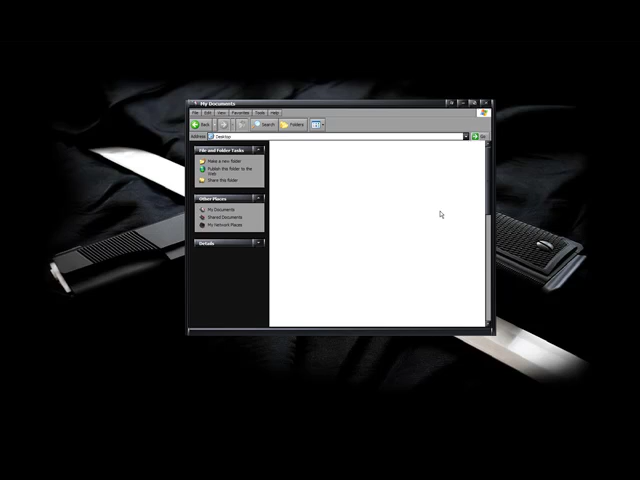 My Documents
File Edit View Favorites Tools Help
Back Search Folders
Address Desktop Go
File and Folder Tasks
Make a new folder
Publish this folder to the
Web
Share this folder
Other Places
My Documents
Shared Documents
My Network Places
Details